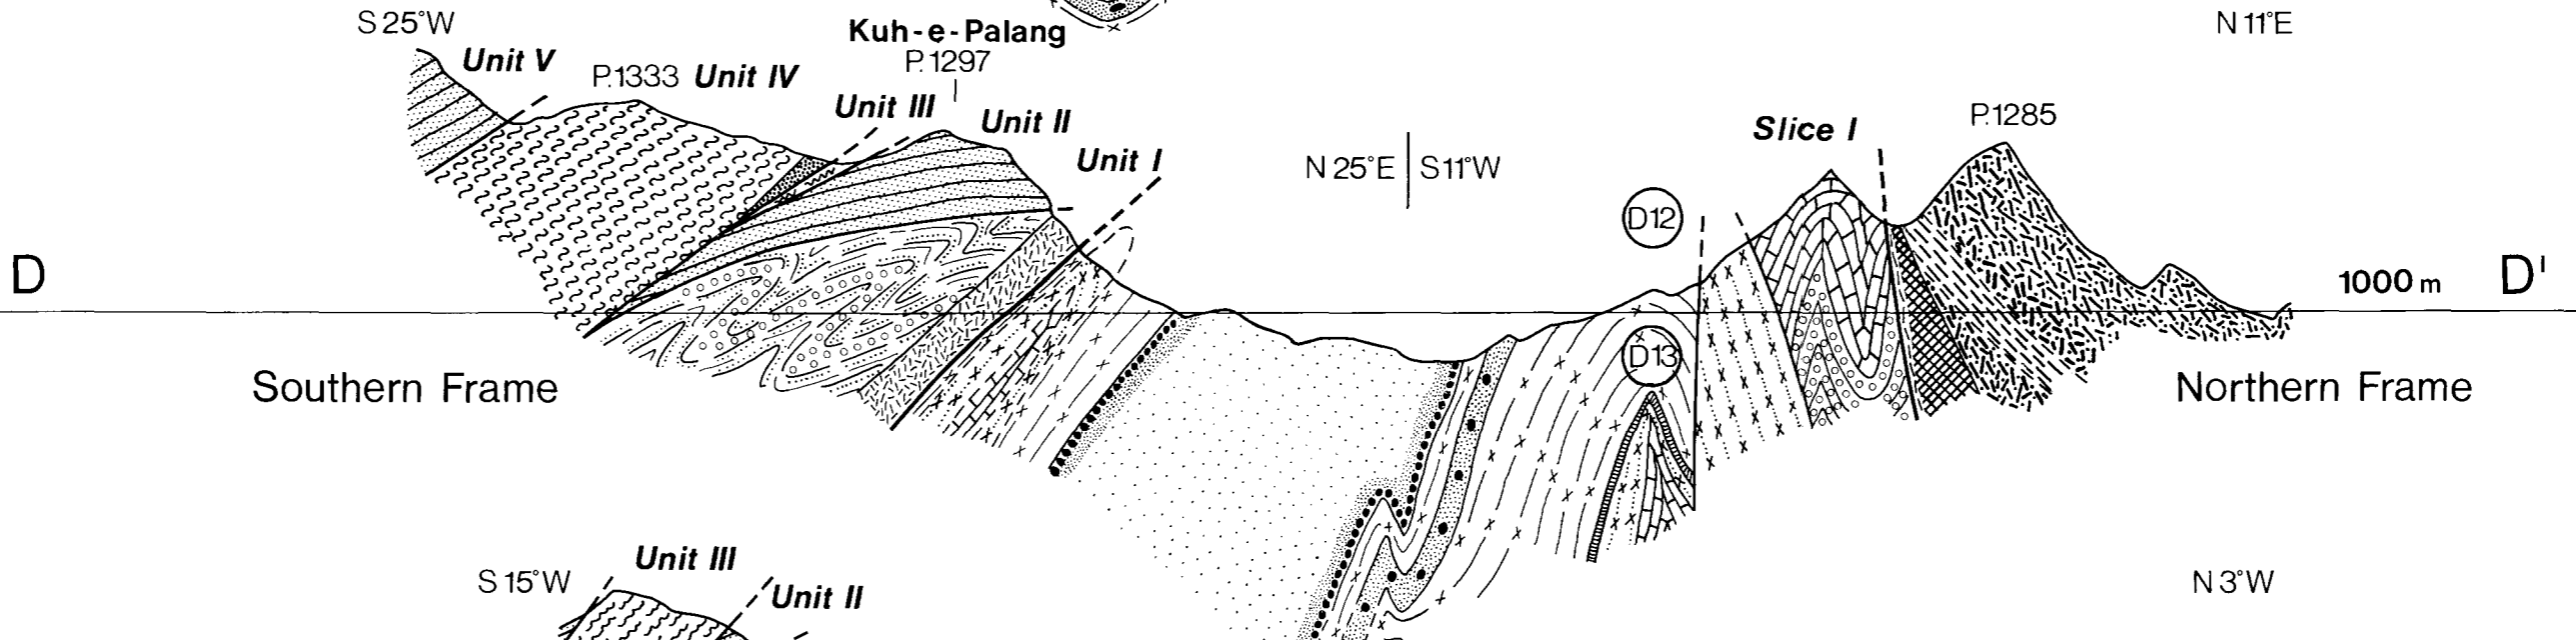 S 25°W
Kuh-e-Palang
N 11°E
Unit V
P.1333
Unit IV
P.1297
Unit III
Unit II
P.1285
Slice I
Unit I
N 25°E
S 11°W
D12
D
1000 m
D'
D13
Southern Frame
Northern Frame
Unit III
S 15°W
N 3°W
Unit II